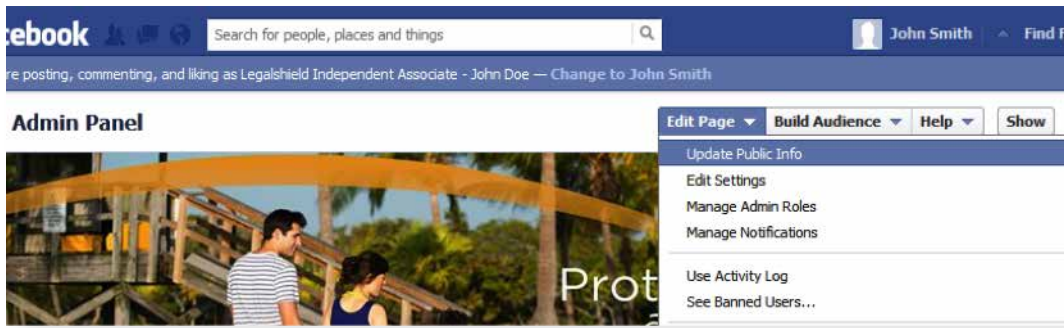 cebook Search for people, places and things John Smith Find F
re posting, commenting, and liking as Legalshield Independent Associate - John Doe — Change to John Smith
Admin Panel Edit Page Build Audience Help Show
Update Public Info
Edit Settings
Manage Admin Roles
Manage Notifications
Use Activity Log
Prot
See Banned Users...